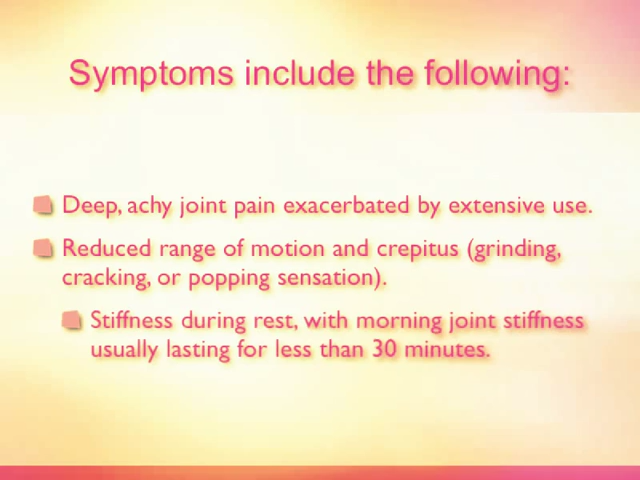 Symptoms include the following:
Deep, achy joint pain exacerbated by extensive use.
Reduced range of motion and crepitus (grinding,
cracking, or popping sensation).
Stiffness during rest, with morning joint stiffness
usually lasting for less than 30 minutes.